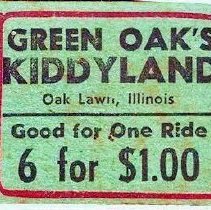 GREEN OAK'S
KIDDYLAND
Oak Lawn, Illinois
Good for One Ride
6 for $1.00